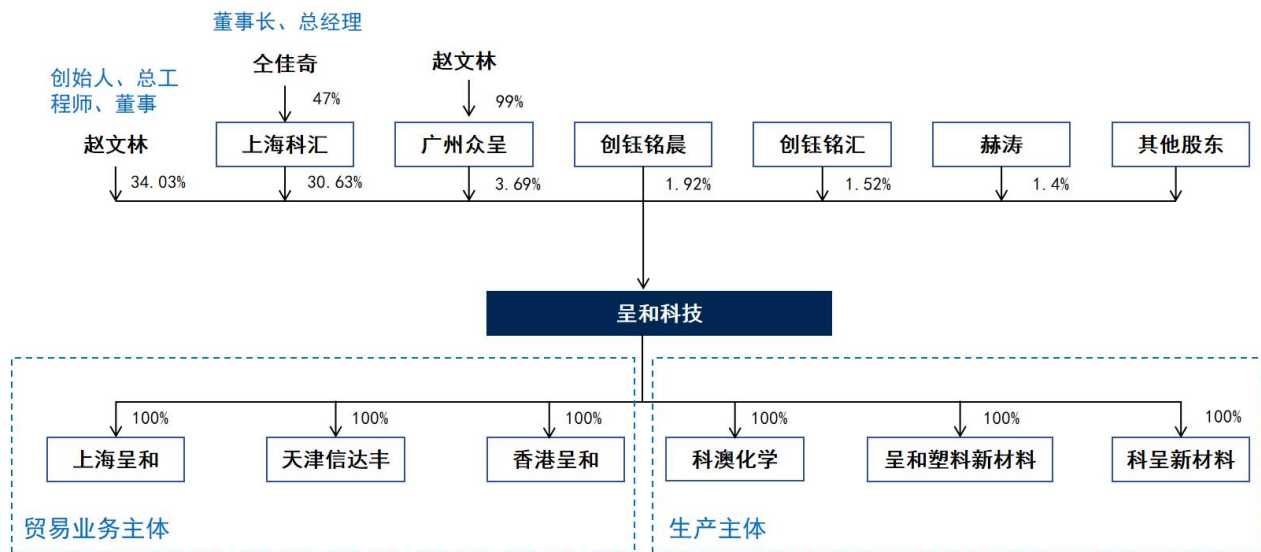 董事长、总经理
仝佳奇
赵文林
创始人、总工
程师、董事
47%
99%
赵文林
上海科汇
广州众呈
创钰铭晨
创钰铭汇
赫涛
其他股东
34.03%
30.63%
3.69%
1.92%
1.52%
1.4%
呈和科技
100%
100%
100%
100%
100%
100%
上海呈和
天津信达丰
香港呈和
科澳化学
呈和塑料新材料
科呈新材料
贸易业务主体
生产主体